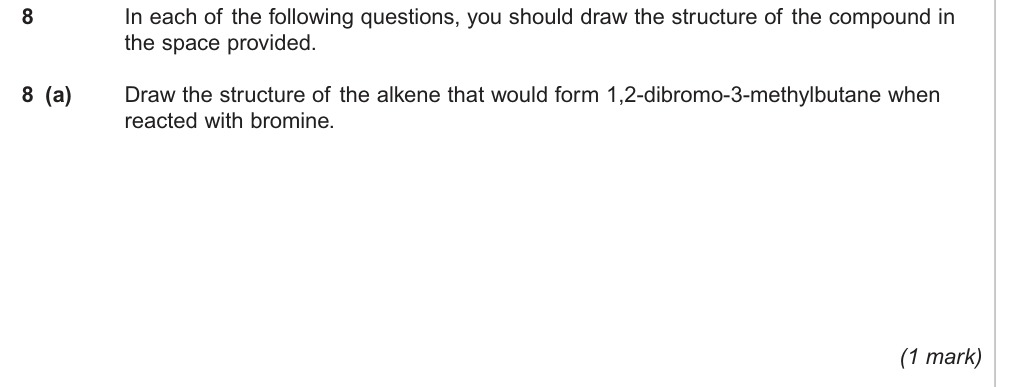 8 In each of the following questions, you should draw the structure of the compound in
the space provided.
8 (a) Draw the structure of the alkene that would form 1,2-dibromo-3-methylbutane when
reacted with bromine.
(1 mark)